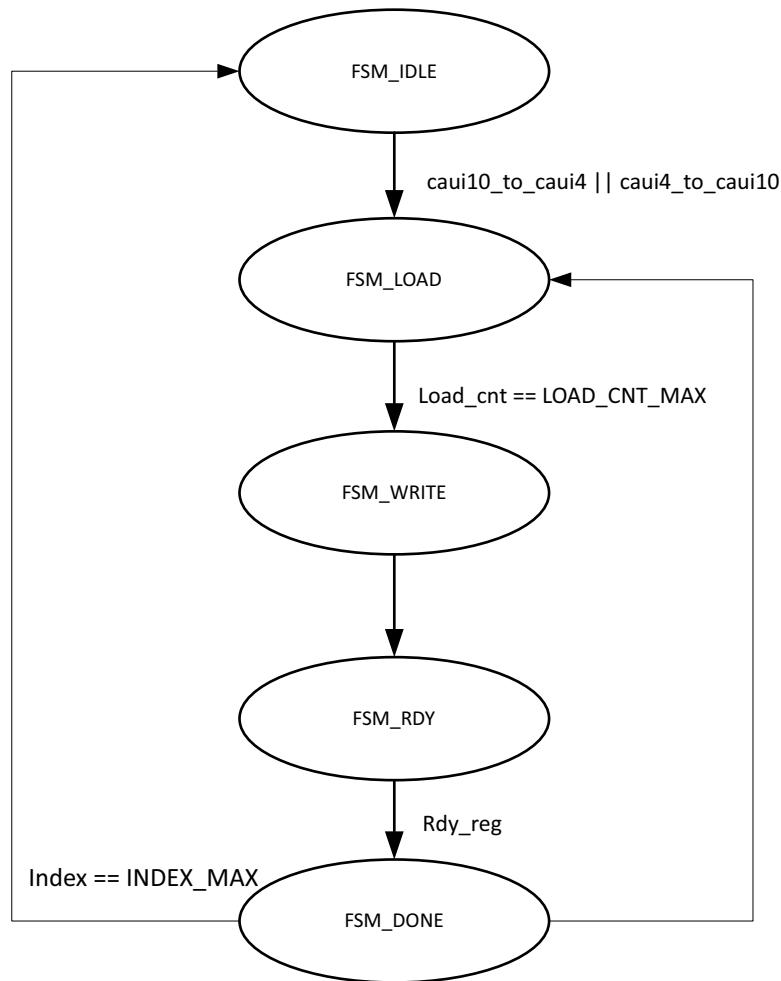 FSM_IDLE
caui10_to_caui4 || caui4_to_caui10
FSM_LOAD
Load_cnt == LOAD_CNT_MAX
FSM_WRITE
FSM_RDY
Rdy_reg
Index == INDEX_MAX
FSM_DONE